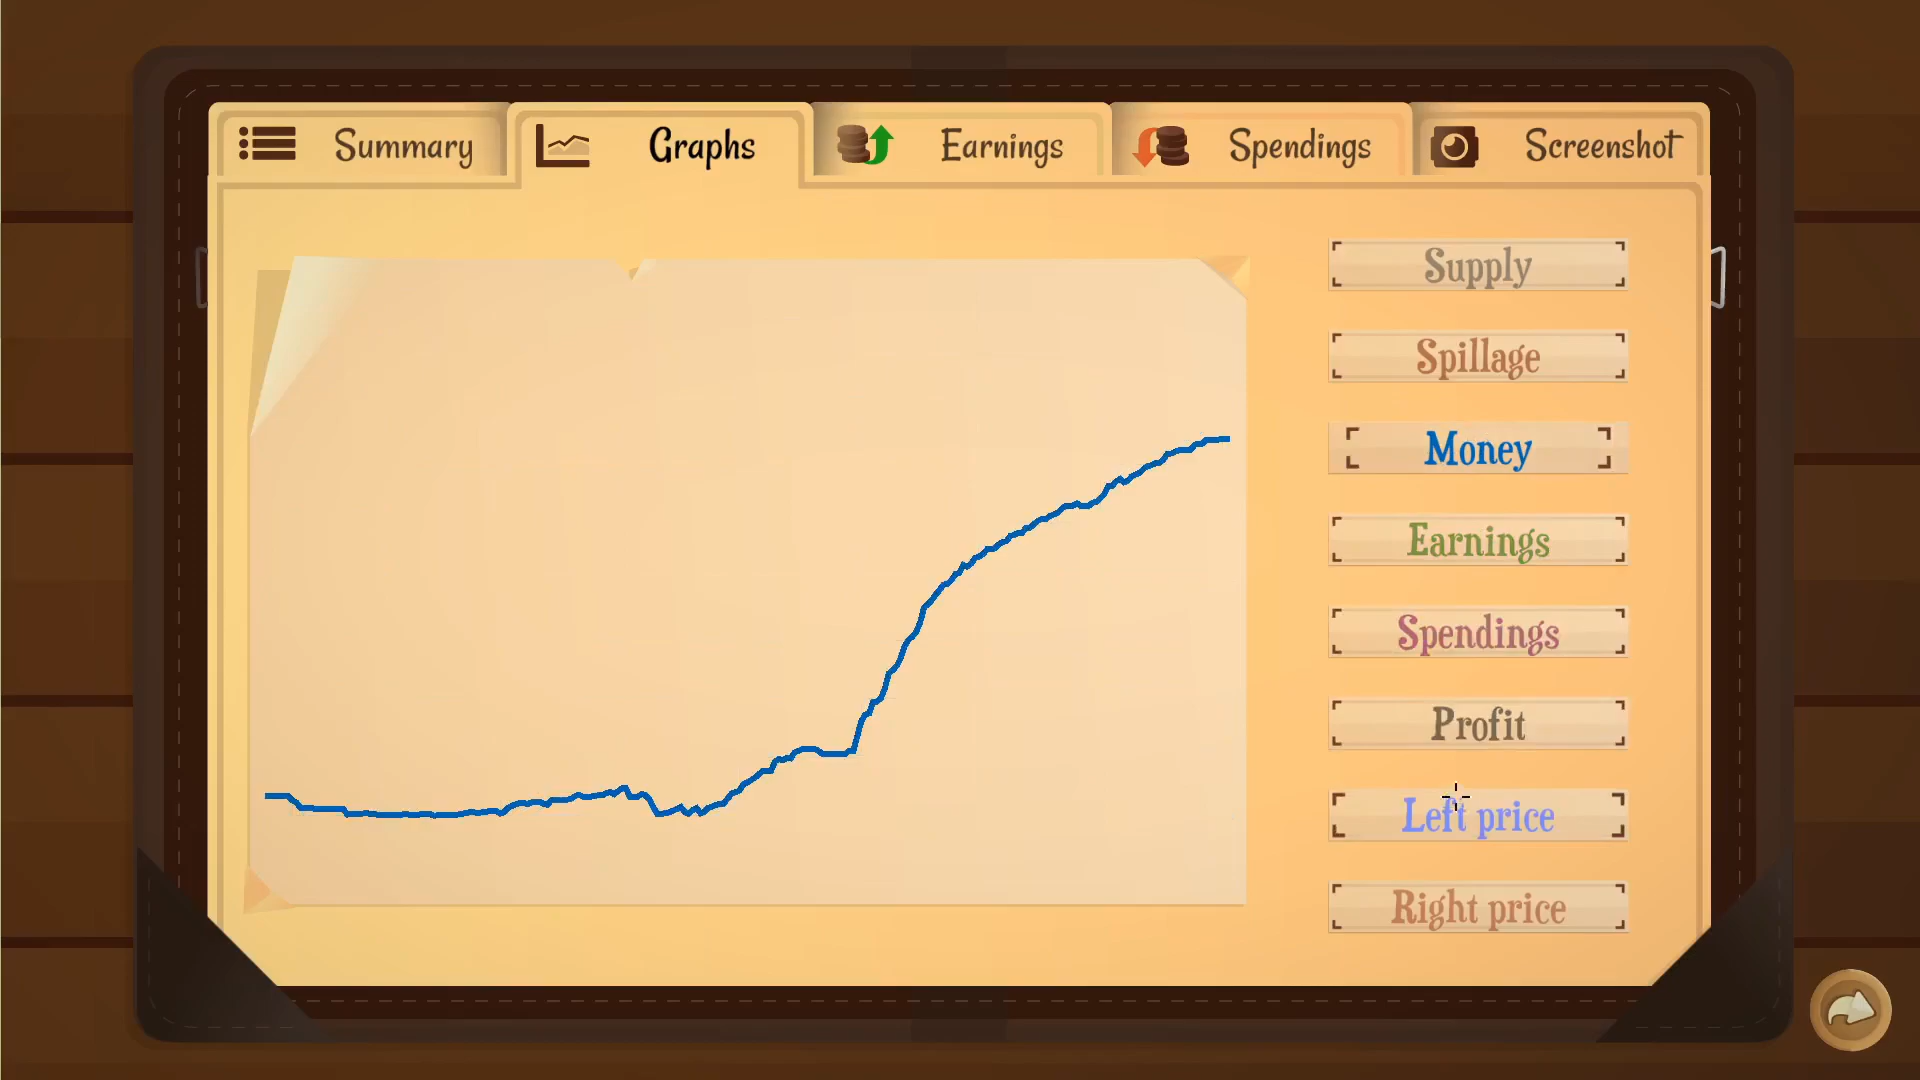 Summary
Graphs
Earnings
Spendings
Screenshot
Supply
Spillage
Money
Earnings
Spendings
Profit
Left price
Right price